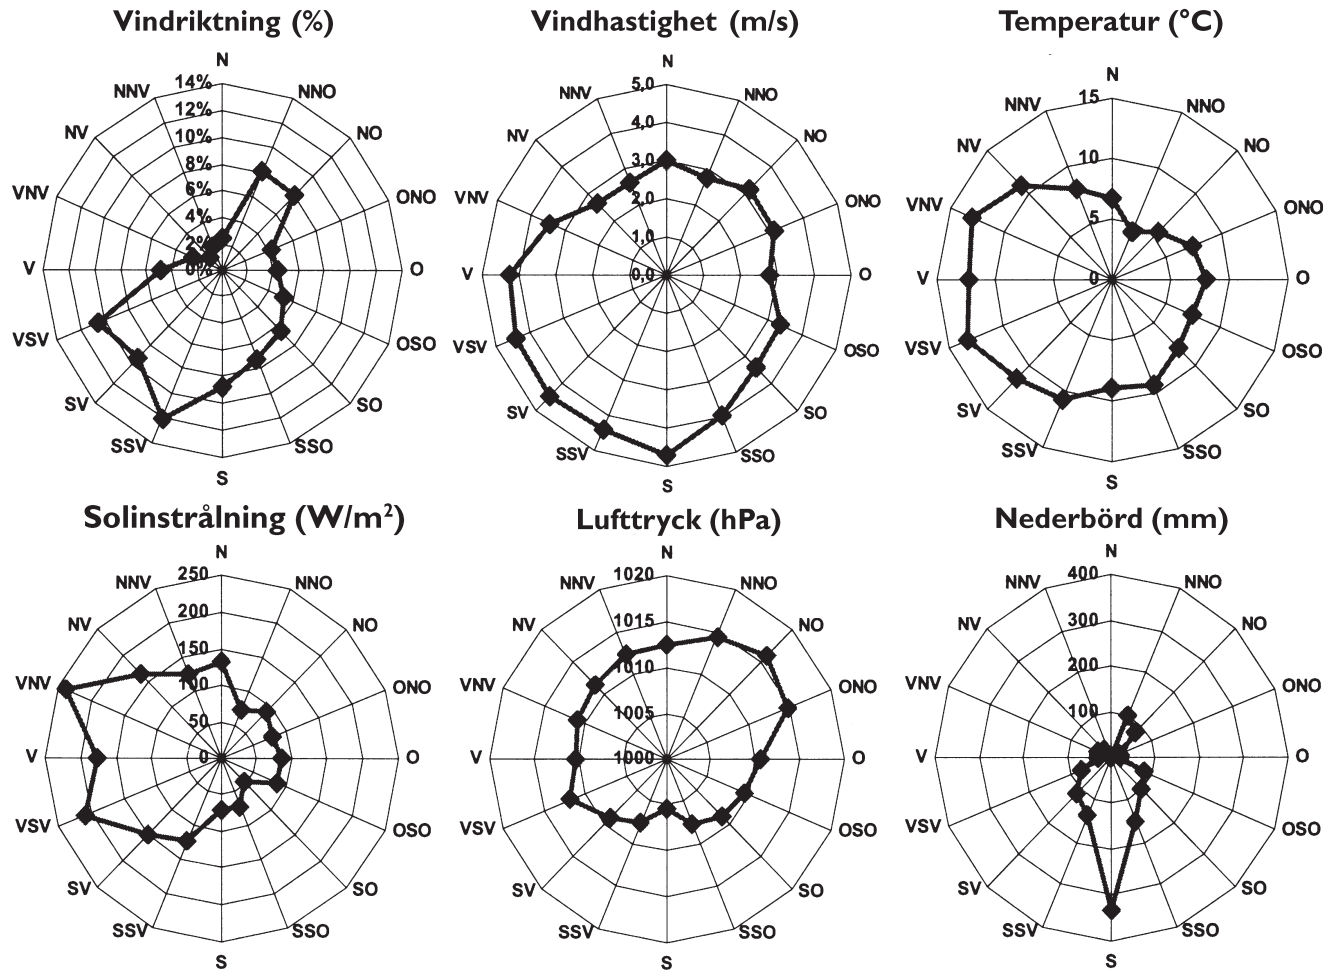 Vindriktning (%)
N
NNO
NO
ONO
O
OSO
SO
SSO
S
SSV
SV
VSV
V
VNV
NV
NNV
14%
12%
10%
8%
6%
4%
2%
0%
Vindhastighet (m/s)
N
NNO
NO
ONO
O
OSO
SO
SSO
S
SSV
SV
VSV
V
VNV
NV
NNV
5,0
4,0
3,0
2,0
1,0
0,0
Temperatur (°C)
N
NNO
NO
ONO
O
OSO
SO
SSO
S
SSV
SV
VSV
V
VNV
NV
NNV
15
10
5
0
Solinstrålning (W/m²)
N
NNO
NO
ONO
O
OSO
SO
SSO
S
SSV
SV
VSV
V
VNV
NV
NNV
250
200
150
100
50
0
Lufttryck (hPa)
N
NNO
NO
ONO
O
OSO
SO
SSO
S
SSV
SV
VSV
V
VNV
NV
NNV
1020
1015
1010
1005
1000
Nederbörd (mm)
N
NNO
NO
ONO
O
OSO
SO
SSO
S
SSV
SV
VSV
V
VNV
NV
NNV
400
300
200
100